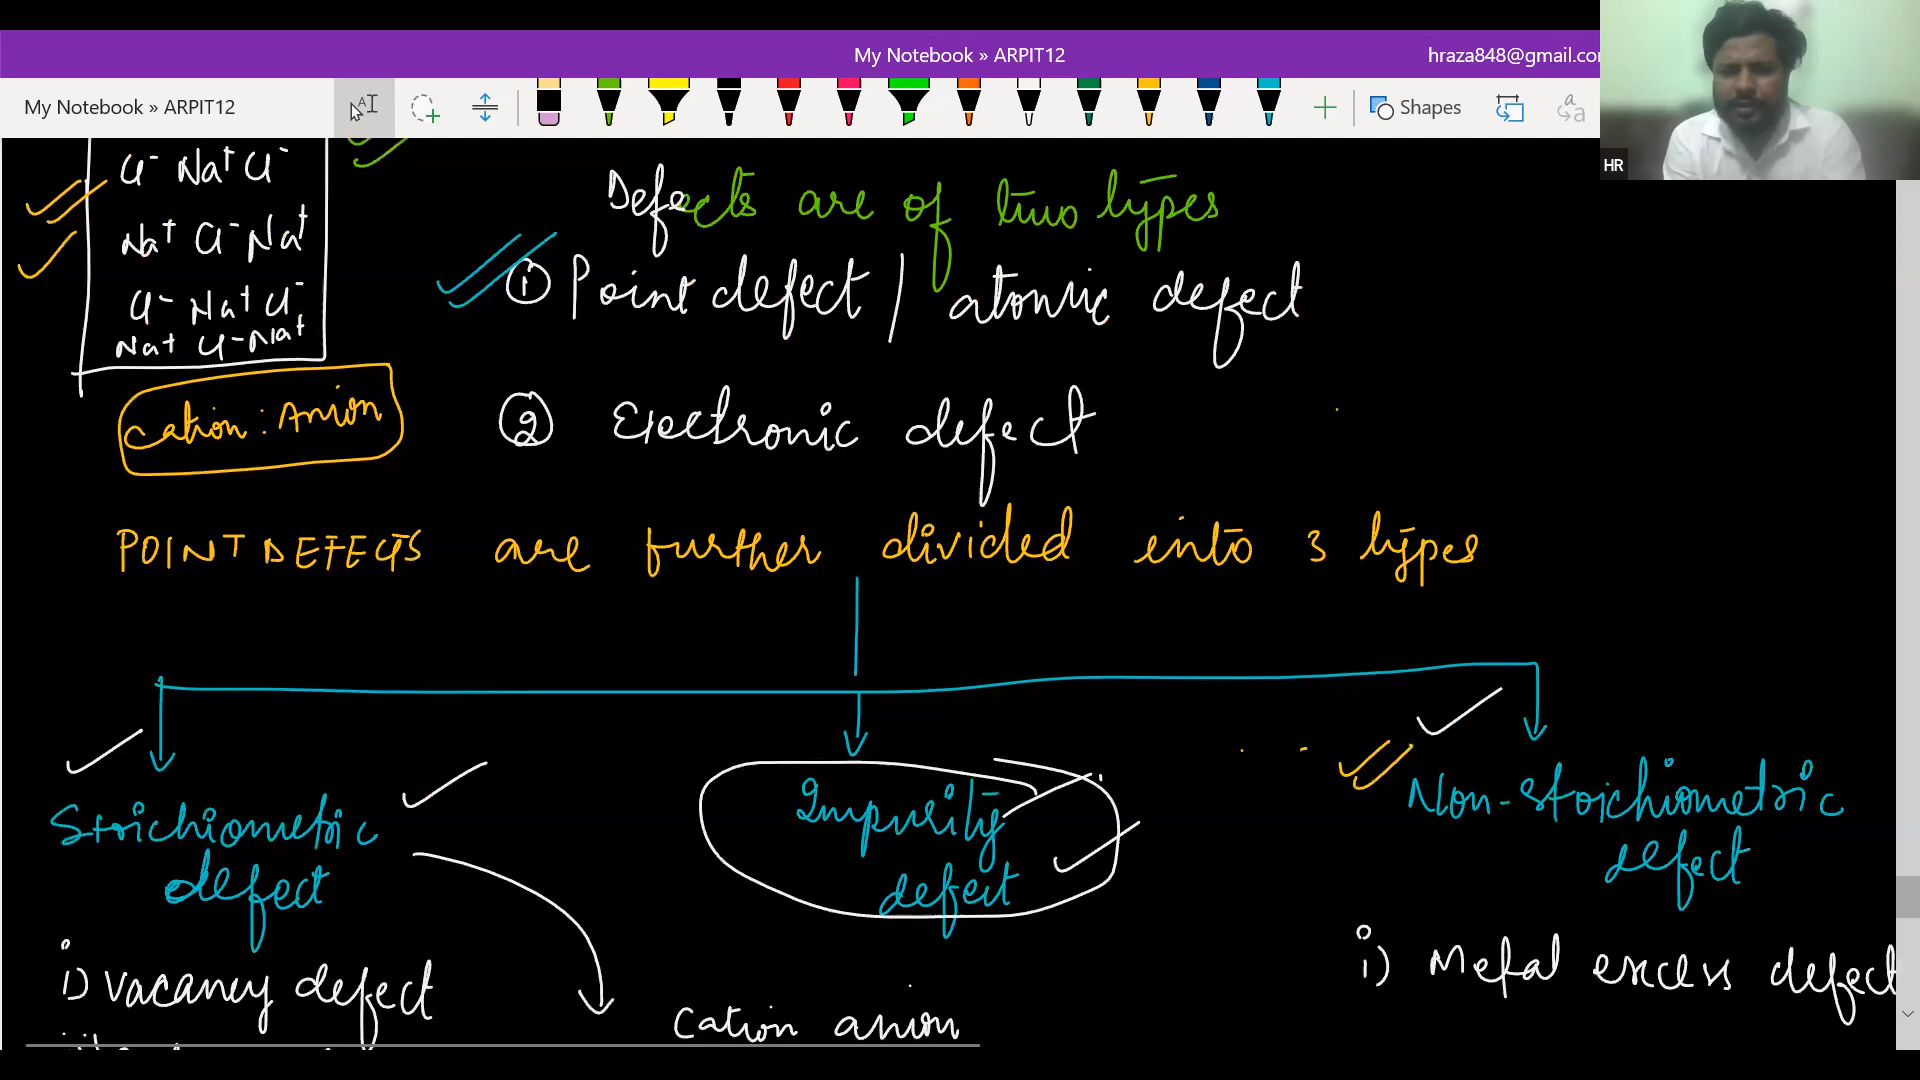 My Notebook » ARPIT12
hraza848@gmail.co
My Notebook » ARPIT12
Shapes
HR
Cl⁻ Na⁺ Cl⁻
Na⁺ Cl⁻ Na⁺
Cl⁻ Na⁺ Cl⁻
Na⁺ Cl⁻ Na⁺
Cation : Anion
Defects are of two types
① Point defect / atomic defect
② Electronic defect
POINT DEFECTS are further divided into 3 types
Stoichiometric
defect
Impurity
defect
Non-stoichiometric
defect
i) Vacancy defect
Cation anion
i) Metal excess defect